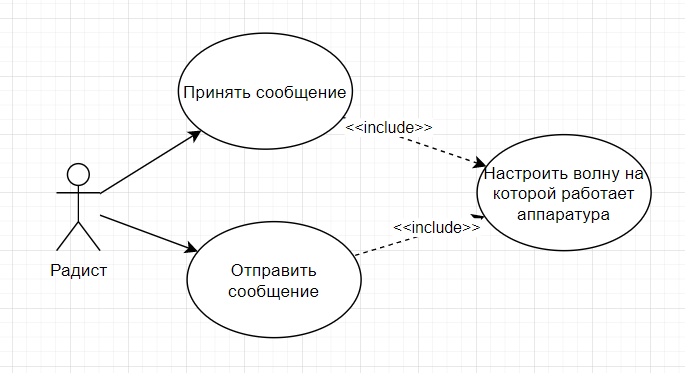 Принять сообщение
<<include>>
Настроить волну на
которой работает
аппаратура
<<include>>
Радист
Отправить
сообщение